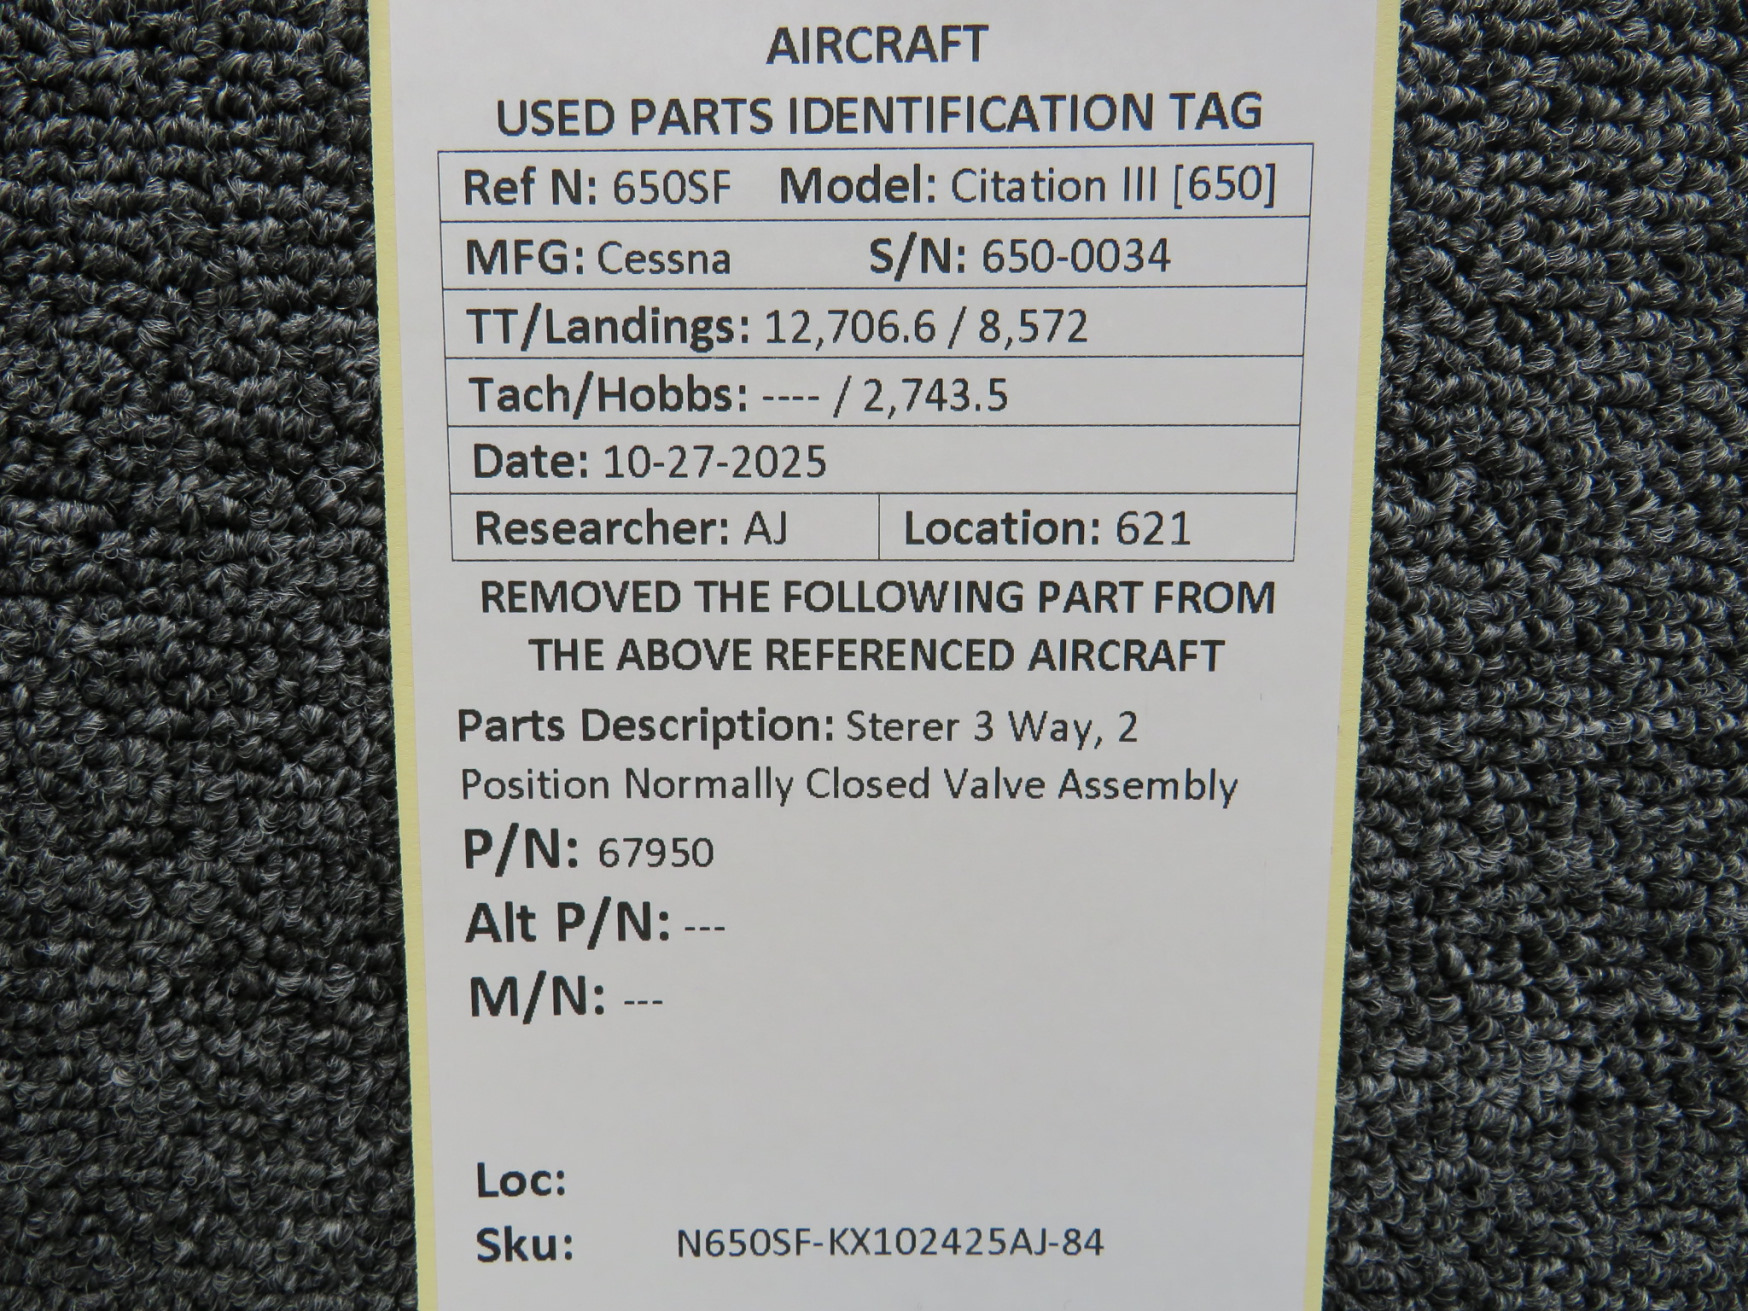 AIRCRAFT
USED PARTS IDENTIFICATION TAG
Ref N: 650SF Model: Citation III [650]
MFG: Cessna S/N: 650-0034
TT/Landings: 12,706.6 / 8,572
Tach/Hobbs: ---- / 2,743.5
Date: 10-27-2025
Researcher: AJ Location: 621
REMOVED THE FOLLOWING PART FROM
THE ABOVE REFERENCED AIRCRAFT
Parts Description: Sterer 3 Way, 2
Position Normally Closed Valve Assembly
P/N: 67950
Alt P/N: ---
M/N: ---
Loc:
Sku: N650SF-KX102425AJ-84